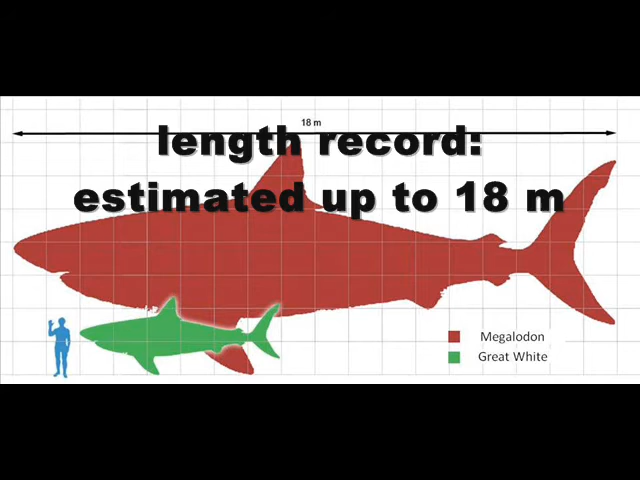 18 m
length record:
estimated up to 18 m
Megalodon
Great White